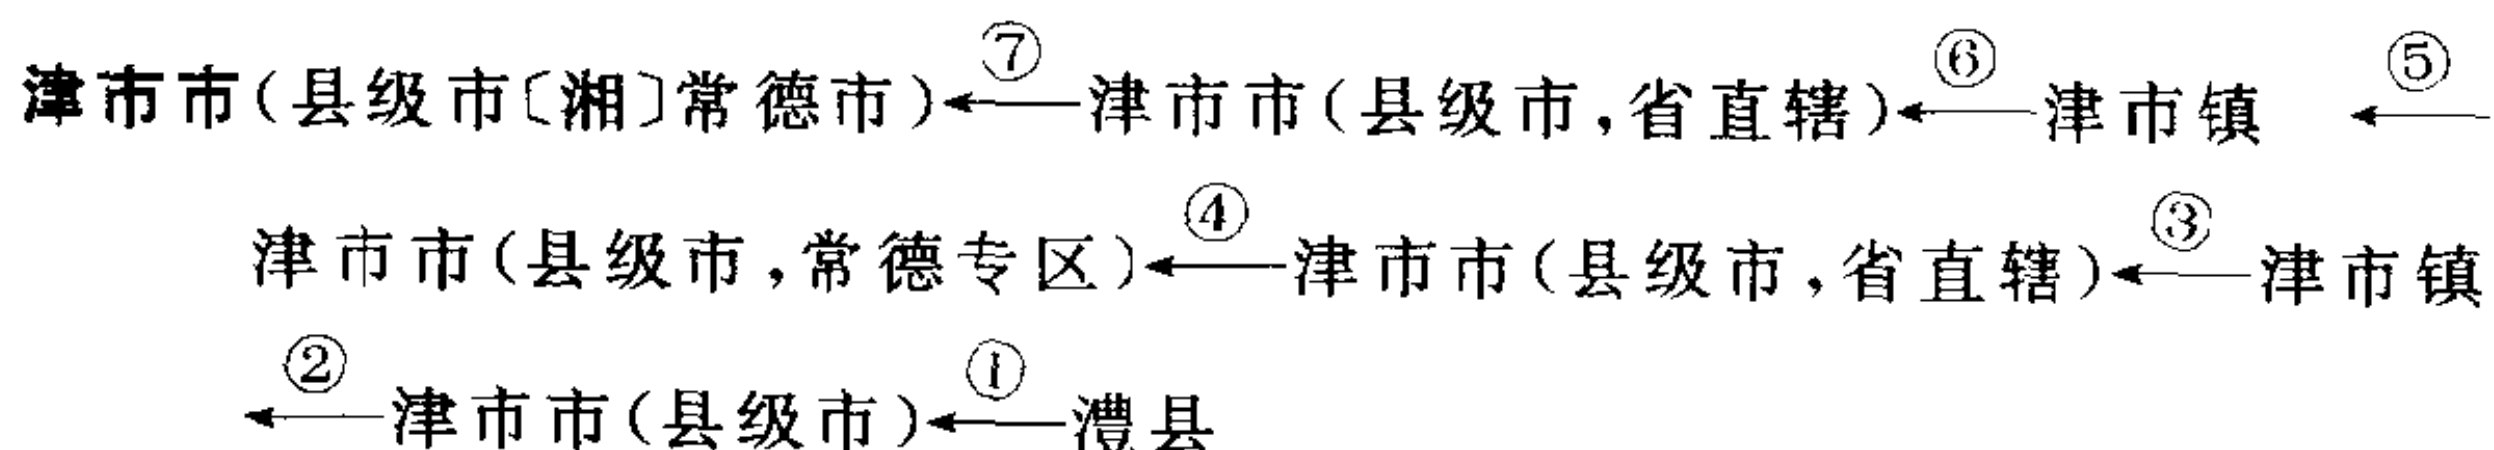 津市市(县级市〔湘〕常德市)←⑦津市市(县级市,省直辖)←⑥津市镇 ←⑤
津市市(县级市,常德专区)←④津市市(县级市,省直辖)←③津市镇
←②津市市(县级市)←①澧县